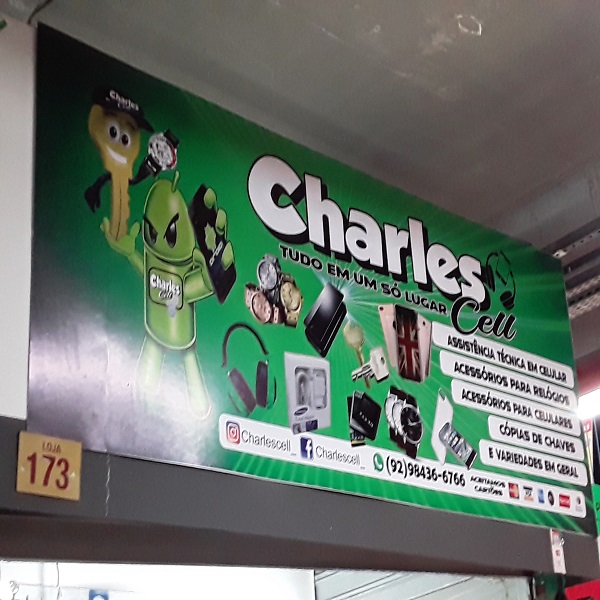 Charles
Charles
Cell
Charles
TUDO EM UM SÓ LUGAR
Cell
ASSISTÊNCIA TÉCNICA EM CELULAR
ACESSÓRIOS PARA RELÓGIOS
ACESSÓRIOS PARA CELULARES
CÓPIAS DE CHAVES
E VARIEDADES EM GERAL
Charlescell_ Charlescell_ (92)98436-6766 ACEITAMOS
CARTÕES
LOJA
173